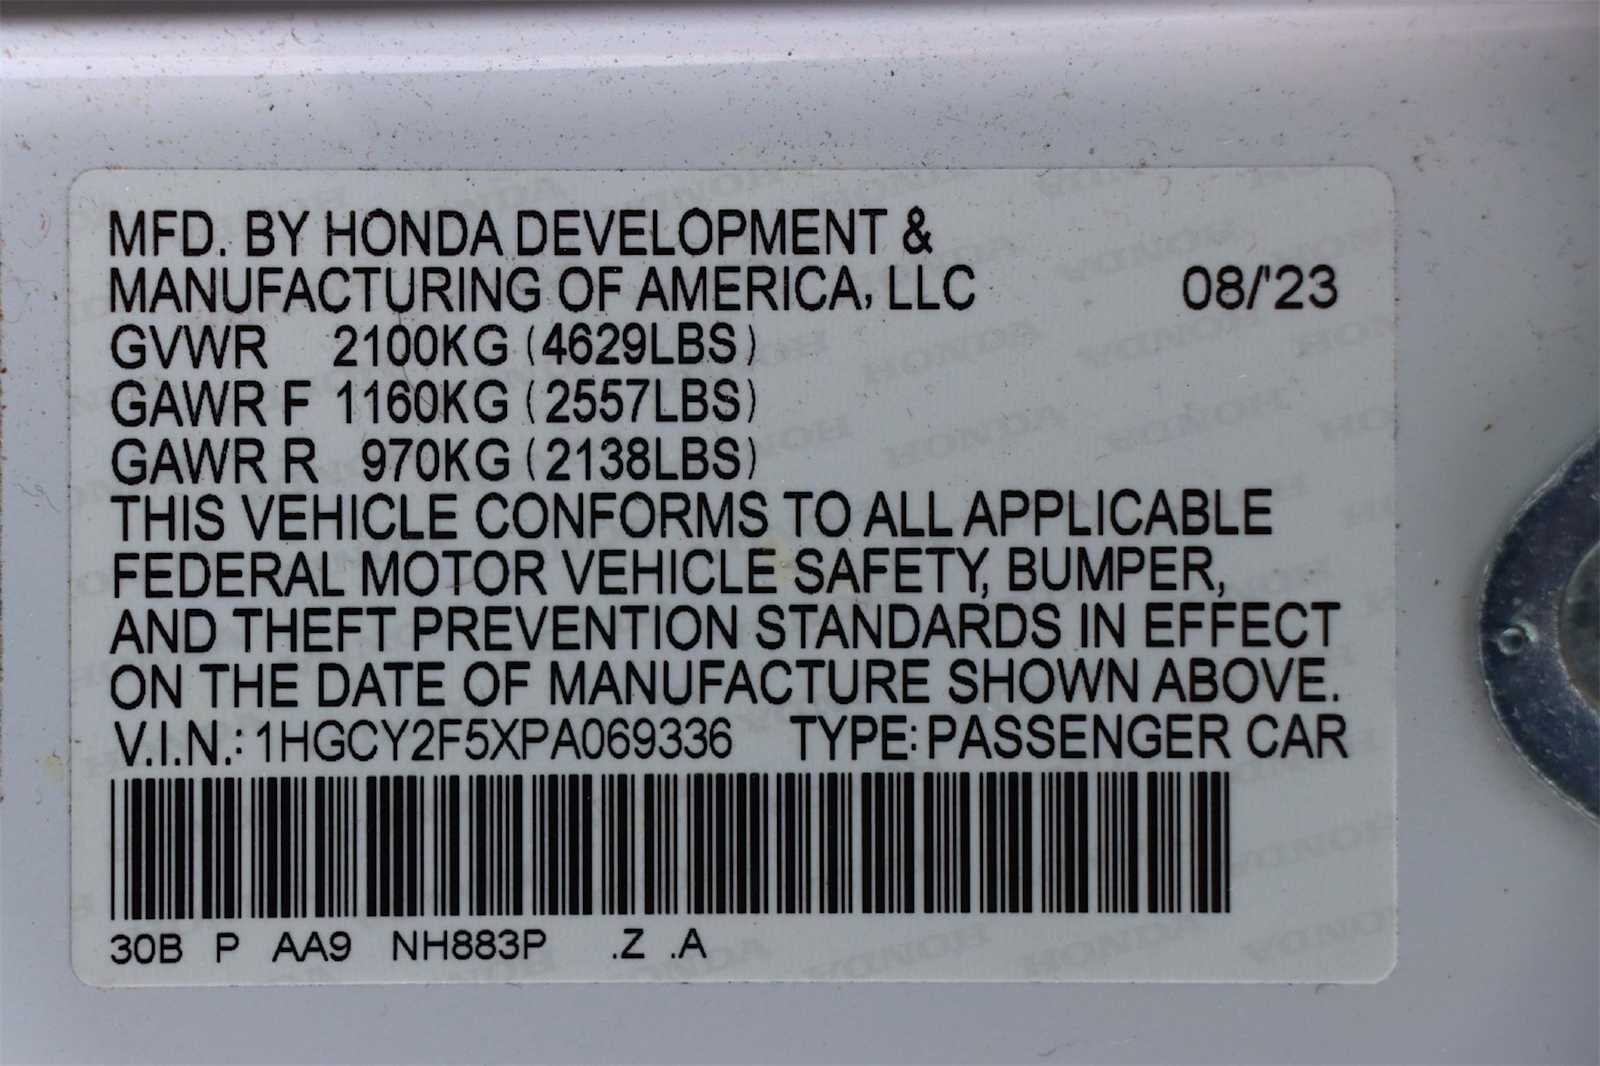 MFD. BY HONDA DEVELOPMENT &
MANUFACTURING OF AMERICA, LLC 08/'23
GVWR 2100KG (4629LBS)
GAWR F 1160KG (2557LBS)
GAWR R 970KG (2138LBS)
THIS VEHICLE CONFORMS TO ALL APPLICABLE
FEDERAL MOTOR VEHICLE SAFETY, BUMPER,
AND THEFT PREVENTION STANDARDS IN EFFECT
ON THE DATE OF MANUFACTURE SHOWN ABOVE.
V.I.N.: 1HGCY2F5XPA069336 TYPE: PASSENGER CAR
30B P AA9 NH883P .Z .A